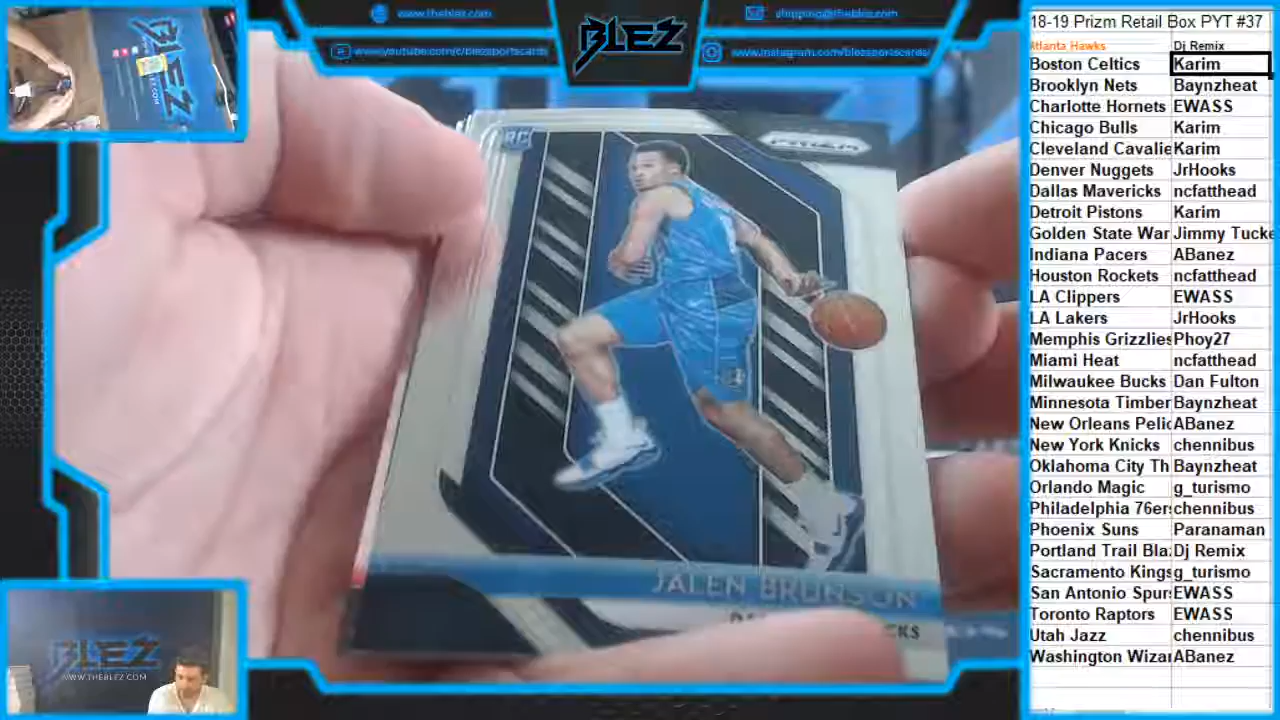 www.theblez.com
shipping@theblez.com
www.youtube.com/c/blezsportscards
BLEZ
www.instagram.com/blezsportscards/
18-19 Prizm Retail Box PYT #37
Atlanta Hawks Dj Remix
Boston Celtics Karim
Brooklyn Nets Baynzheat
Charlotte Hornets EWASS
Chicago Bulls Karim
Cleveland Cavalie Karim
Denver Nuggets JrHooks
Dallas Mavericks ncfatthead
Detroit Pistons Karim
Golden State War Jimmy Tucke
Indiana Pacers ABanez
Houston Rockets ncfatthead
LA Clippers EWASS
LA Lakers JrHooks
Memphis Grizzlies Phoy27
Miami Heat ncfatthead
Milwaukee Bucks Dan Fulton
Minnesota Timber Baynzheat
New Orleans Pelic ABanez
New York Knicks chennibus
Oklahoma City Th Baynzheat
Orlando Magic g_turismo
Philadelphia 76ers chennibus
Phoenix Suns Paranaman
Portland Trail Bla Dj Remix
Sacramento Kings g_turismo
San Antonio Spur EWASS
Toronto Raptors EWASS
Utah Jazz chennibus
Washington Wizar ABanez
RC
PRIZM
JALEN BRUNSON
BLEZ
WWW.THEBLEZ.COM
BLEZ